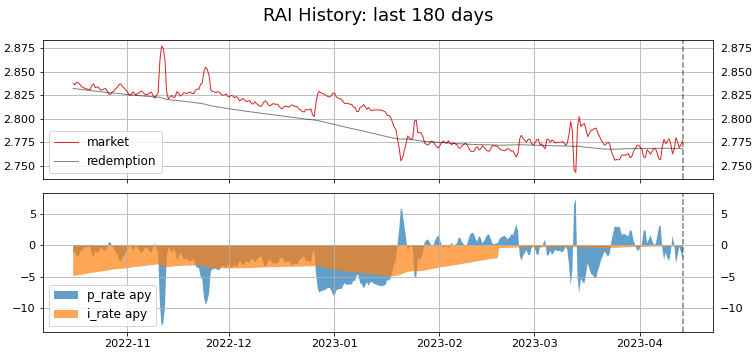 RAI History: last 180 days
2.875 2.875
2.850 2.850
2.825 2.825
2.800 2.800
2.775 2.775
2.750 2.750
market
redemption
5 5
0 0
−5 −5
−10 −10
p_rate apy
i_rate apy
2022-11 2022-12 2023-01 2023-02 2023-03 2023-04